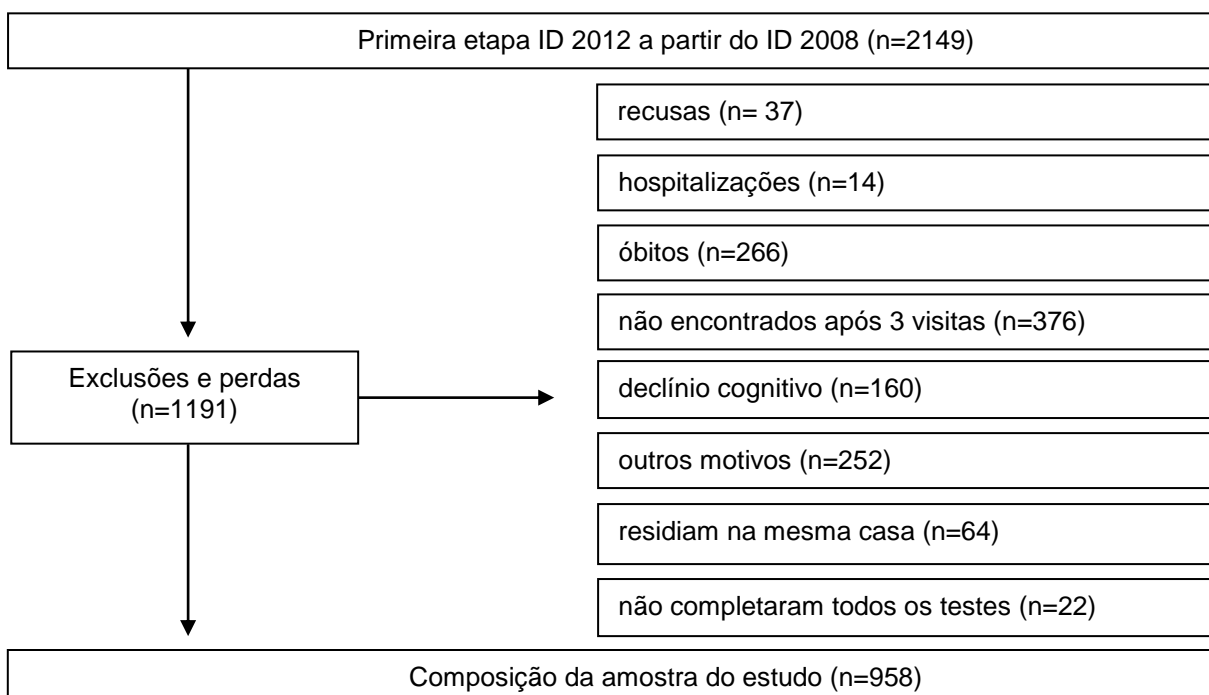 Primeira etapa ID 2012 a partir do ID 2008 (n=2149)
recusas (n= 37)
hospitalizações (n=14)
óbitos (n=266)
não encontrados após 3 visitas (n=376)
Exclusões e perdas
(n=1191)
declínio cognitivo (n=160)
outros motivos (n=252)
residiam na mesma casa (n=64)
não completaram todos os testes (n=22)
Composição da amostra do estudo (n=958)